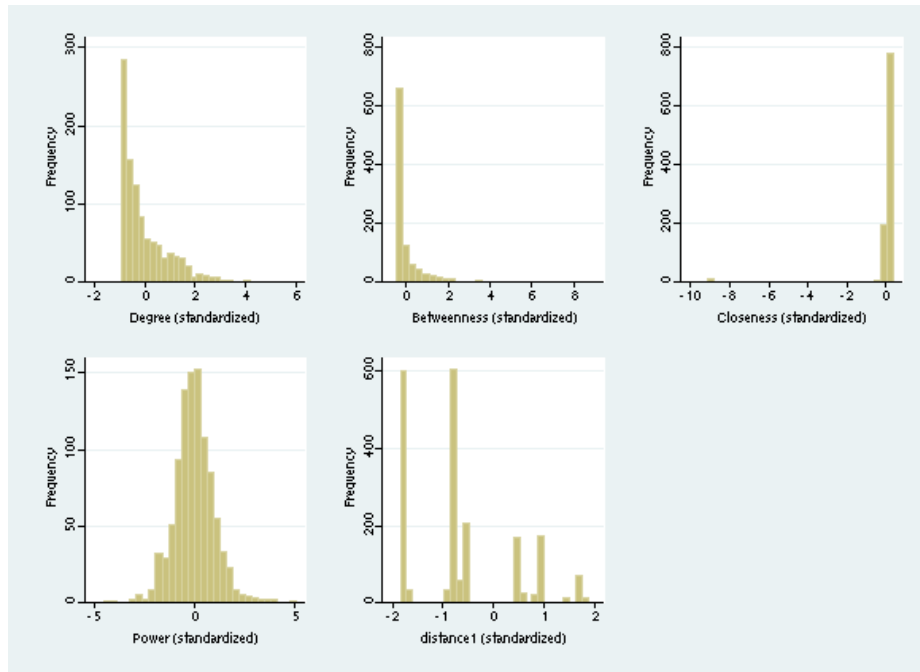 Frequency
0 100 200 300
-2 0 2 4 6
Degree (standardized)
Frequency
0 200 400 600 800
0 2 4 6 8
Betweenness (standardized)
Frequency
0 200 400 600 800
-10 -8 -6 -4 -2 0
Closeness (standardized)
Frequency
0 50 100 150
-5 0 5
Power (standardized)
Frequency
0 200 400 600
-2 -1 0 1 2
distance1 (standardized)